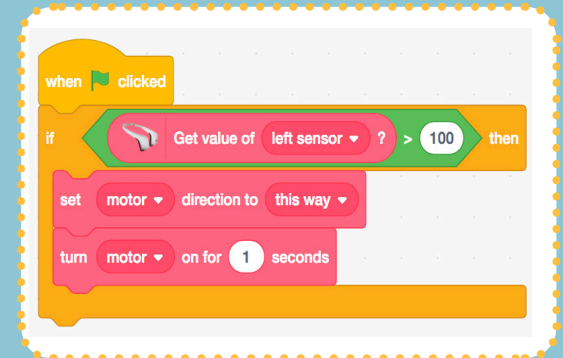 when clicked
if Get value of left sensor ? > 100 then
set motor direction to this way
turn motor on for 1 seconds